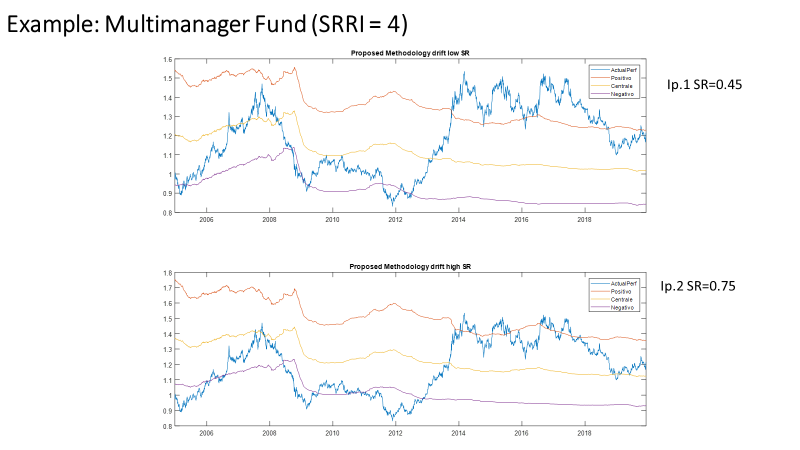 Example: Multimanager Fund (SRRI = 4)
Proposed Methodology drift low SR
1.6
1.5
1.4
1.3
1.2
1.1
1
0.9
0.8
2006
2008
2010
2012
2014
2016
2018
ActualPerf
Positivo
Centrale
Negativo
Ip.1 SR=0.45
Proposed Methodology drift high SR
1.8
1.7
1.6
1.5
1.4
1.3
1.2
1.1
1
0.9
0.8
2006
2008
2010
2012
2014
2016
2018
ActualPerf
Positivo
Centrale
Negativo
Ip.2 SR=0.75